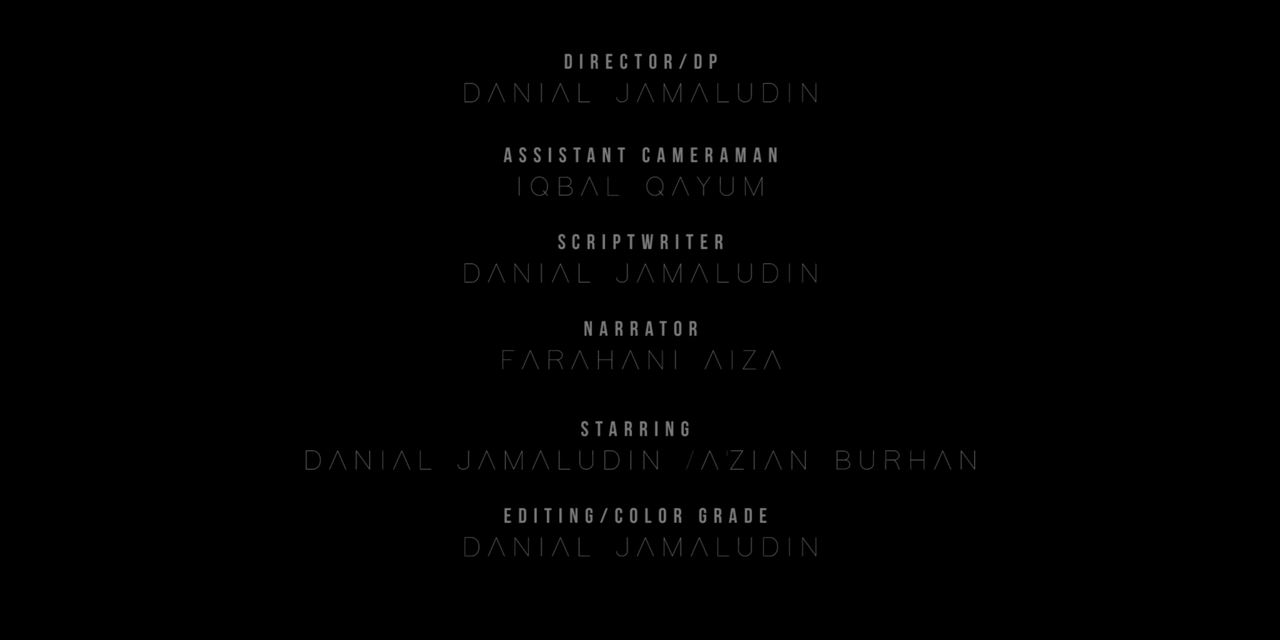 DIRECTOR/DP
DANIAL JAMALUDIN
ASSISTANT CAMERAMAN
IQBAL QAYUM
SCRIPTWRITER
DANIAL JAMALUDIN
NARRATOR
FARAHANI AIZA
STARRING
DANIAL JAMALUDIN /A'ZIAN BURHAN
EDITING/COLOR GRADE
DANIAL JAMALUDIN